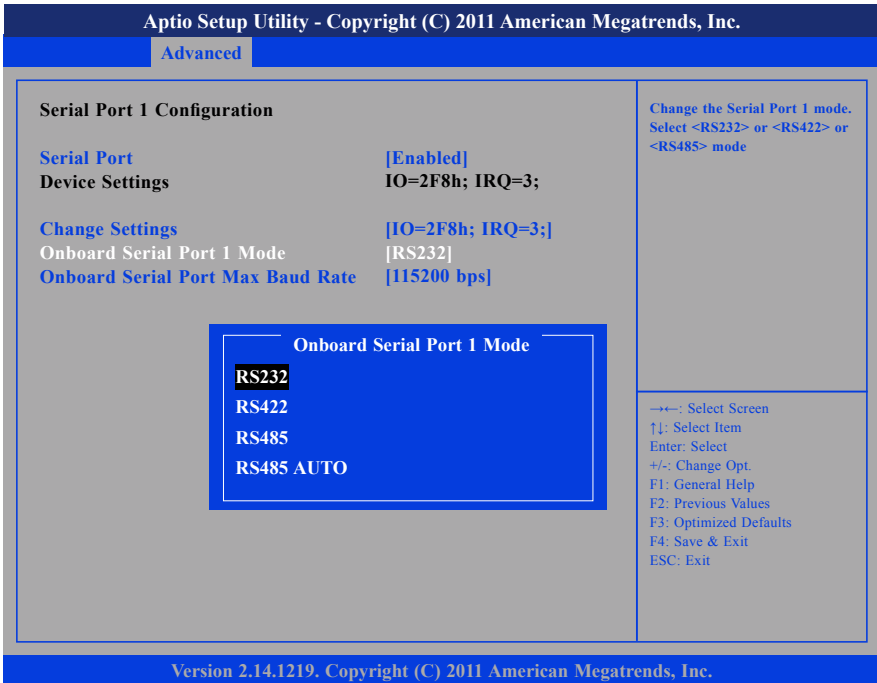 Aptio Setup Utility - Copyright (C) 2011 American Megatrends, Inc.
Advanced
Serial Port 1 Configuration
Serial Port [Enabled]
Device Settings IO=2F8h; IRQ=3;
Change Settings [IO=2F8h; IRQ=3;]
Onboard Serial Port 1 Mode [RS232]
Onboard Serial Port Max Baud Rate [115200 bps]
Onboard Serial Port 1 Mode
RS232
RS422
RS485
RS485 AUTO
Change the Serial Port 1 mode.
Select <RS232> or <RS422> or
<RS485> mode
→←: Select Screen
↑↓: Select Item
Enter: Select
+/-: Change Opt.
F1: General Help
F2: Previous Values
F3: Optimized Defaults
F4: Save & Exit
ESC: Exit
Version 2.14.1219. Copyright (C) 2011 American Megatrends, Inc.